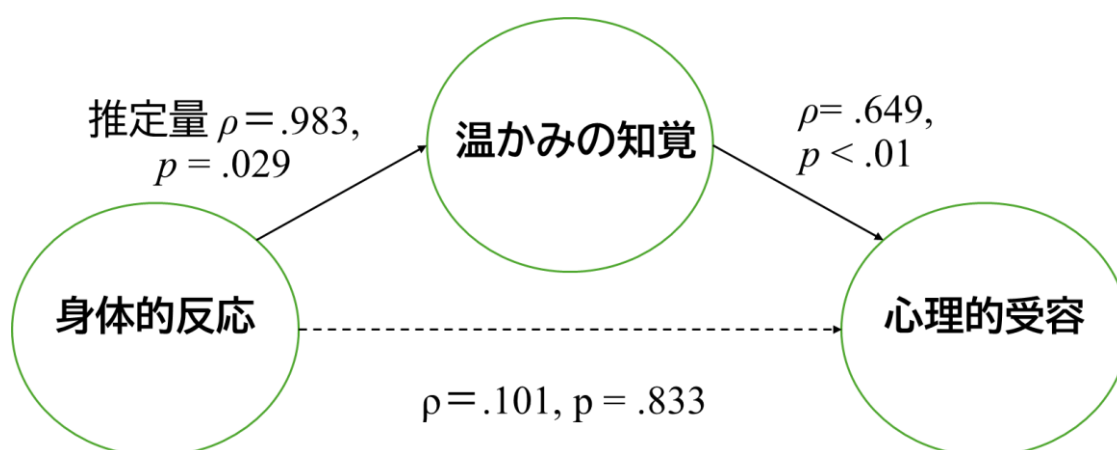 推定量 ρ＝.983,
p = .029
温かみの知覚
ρ= .649,
p < .01
身体的反応
心理的受容
ρ＝.101, p = .833